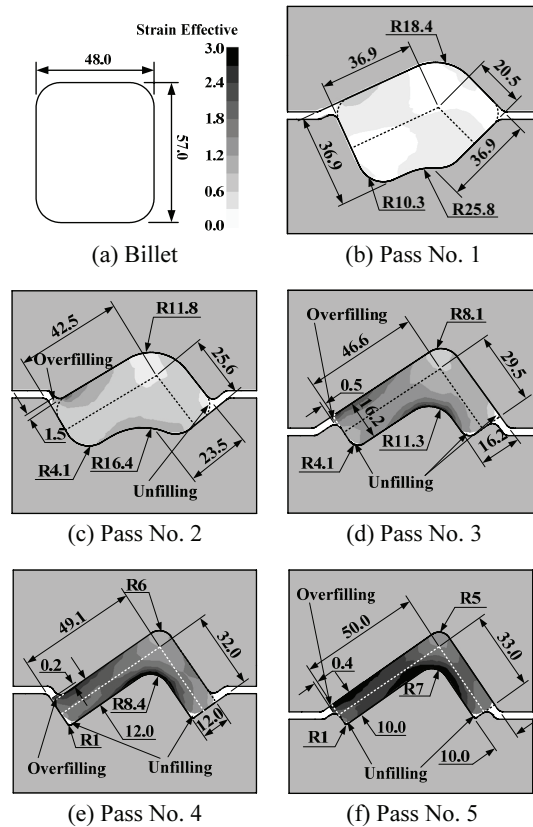 Strain Effective
3.0
2.4
1.8
1.2
0.6
0.0
48.0
57.0
(a) Billet
R18.4
36.9
20.5
36.9
36.9
R10.3
R25.8
(b) Pass No. 1
R11.8
42.5
25.6
Overfilling
1.5
R4.1
R16.4
23.5
Unfilling
(c) Pass No. 2
R8.1
46.6
29.5
Overfilling
0.5
16.2
R11.3
R4.1
16.2
Unfilling
(d) Pass No. 3
R6
49.1
32.0
0.2
R8.4
12.0
12.0
R1
Overfilling
Unfilling
(e) Pass No. 4
Overfilling
R5
50.0
33.0
0.4
R7
R1
10.0
10.0
Unfilling
(f) Pass No. 5